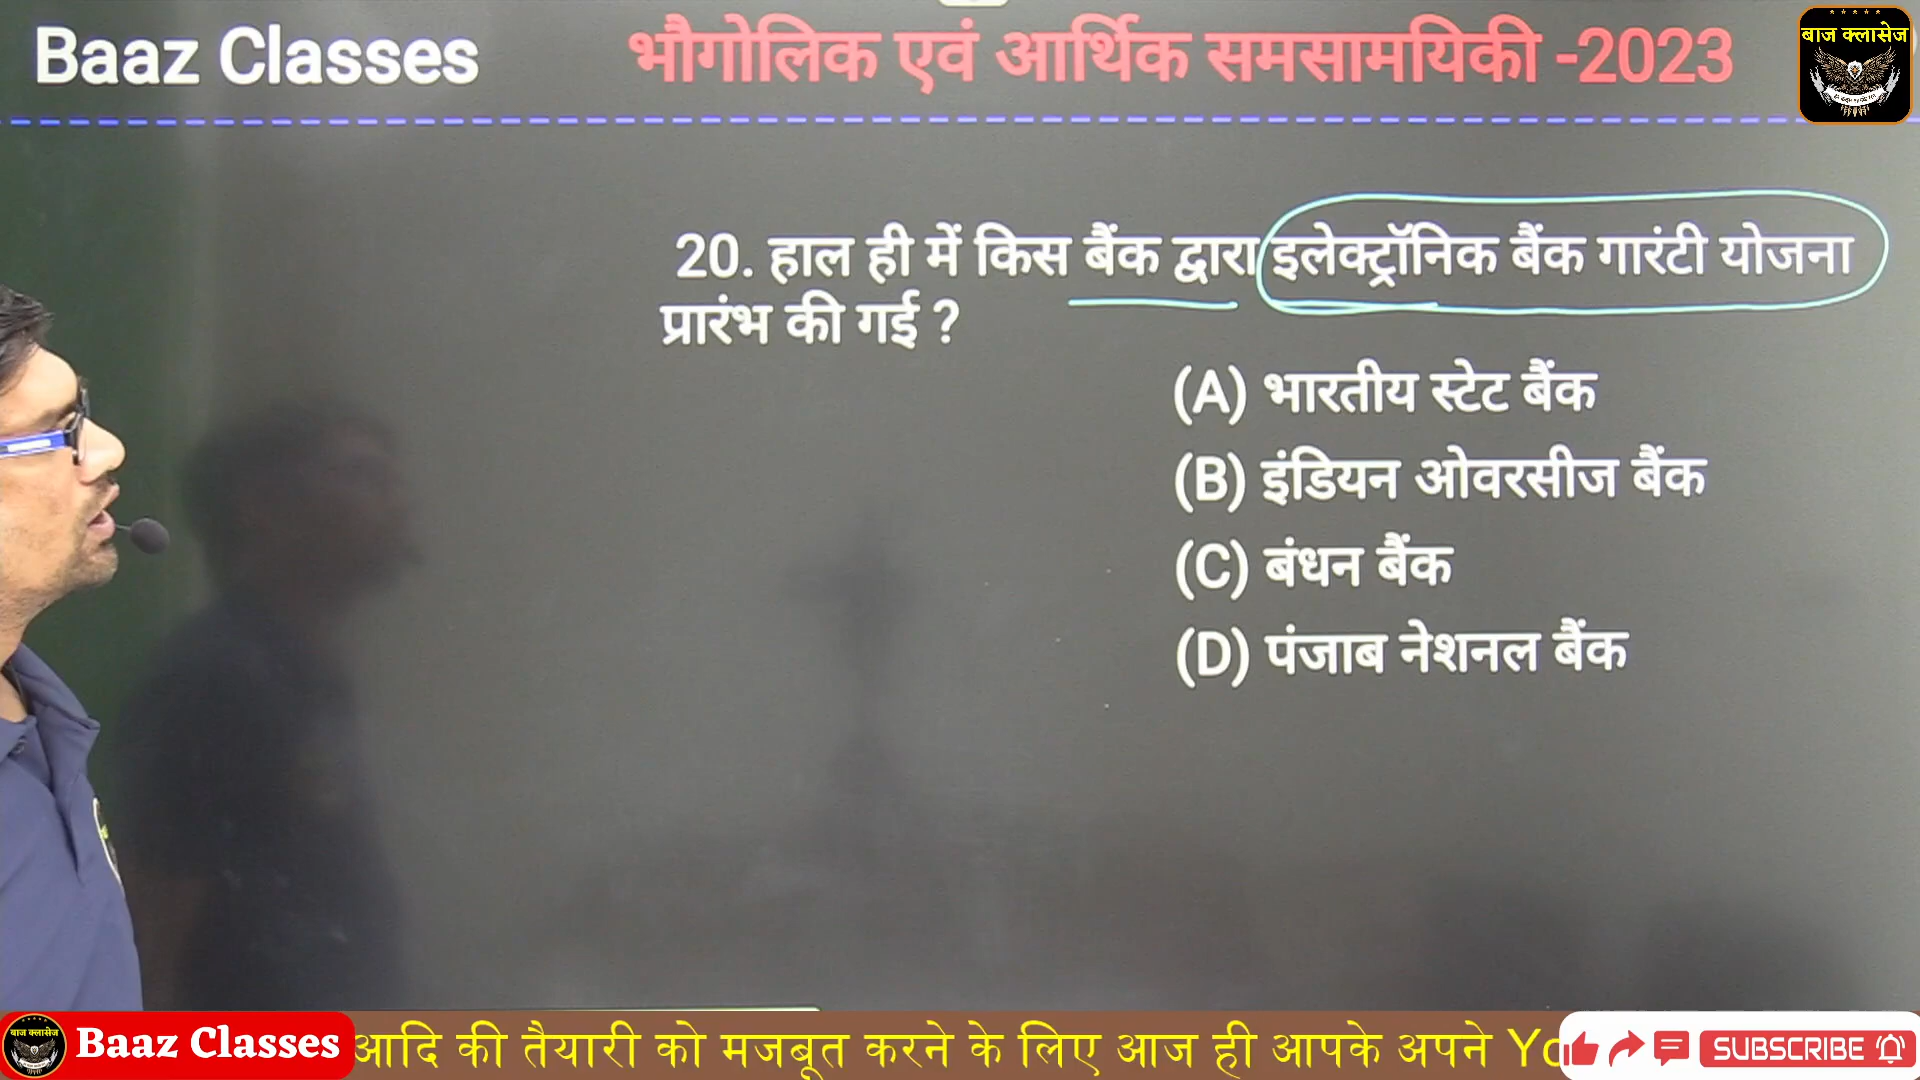 Baaz Classes
भौगोलिक एवं आर्थिक समसामयिकी -2023
बाज क्लासेज
20. हाल ही में किस बैंक द्वारा इलेक्ट्रॉनिक बैंक गारंटी योजना
प्रारंभ की गई ?
(A) भारतीय स्टेट बैंक
(B) इंडियन ओवरसीज बैंक
(C) बंधन बैंक
(D) पंजाब नेशनल बैंक
बाज क्लासेज
Baaz Classes
आदि की तैयारी को मजबूत करने के लिए आज ही आपके अपने
SUBSCRIBE